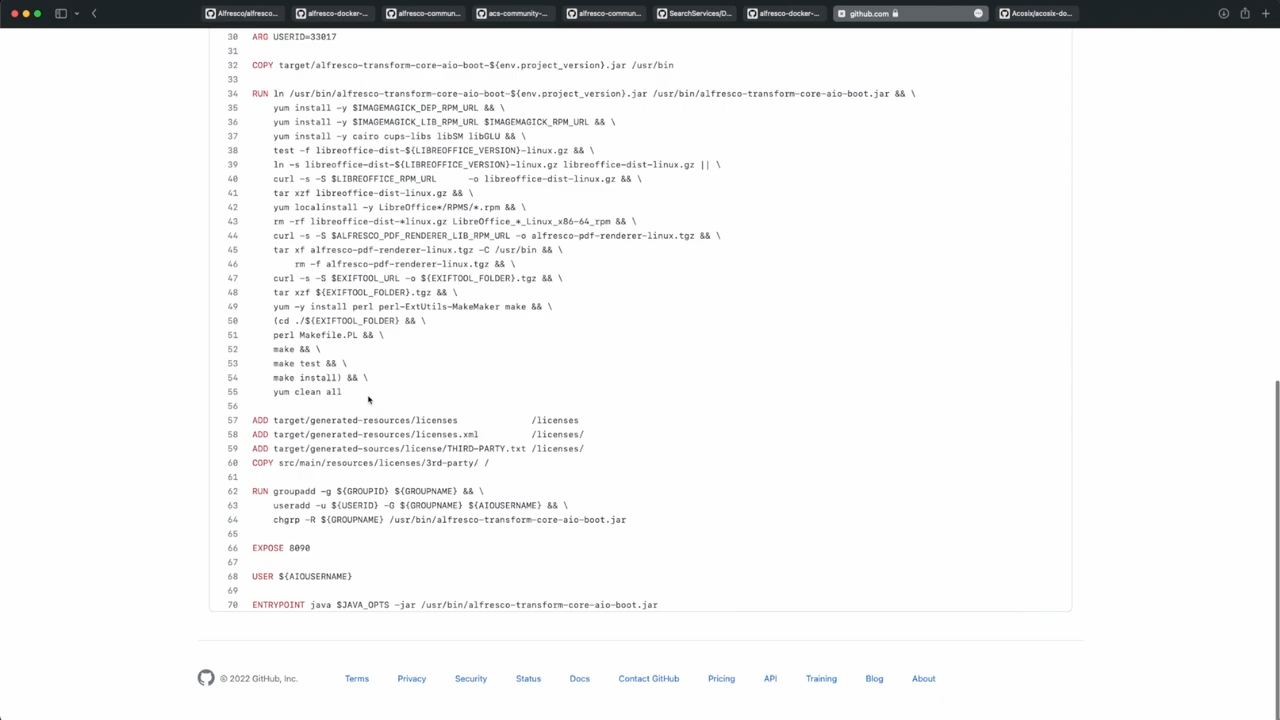 Alfresco/alfresco...
alfresco-docker-...
alfresco-commun...
acs-community-...
alfresco-commun...
SearchServices/D...
alfresco-docker-...
github.com
Acosix/acosix-do...
30 ARG USERID=33017
31
32 COPY target/alfresco-transform-core-aio-boot-${env.project_version}.jar /usr/bin
33
34 RUN ln /usr/bin/alfresco-transform-core-aio-boot-${env.project_version}.jar /usr/bin/alfresco-transform-core-aio-boot.jar && \
35 yum install -y $IMAGEMAGICK_DEP_RPM_URL && \
36 yum install -y $IMAGEMAGICK_LIB_RPM_URL $IMAGEMAGICK_RPM_URL && \
37 yum install -y cairo cups-libs libSM libGLU && \
38 test -f libreoffice-dist-${LIBREOFFICE_VERSION}-linux.gz && \
39 ln -s libreoffice-dist-${LIBREOFFICE_VERSION}-linux.gz libreoffice-dist-linux.gz || \
40 curl -s -S $LIBREOFFICE_RPM_URL -o libreoffice-dist-linux.gz && \
41 tar xzf libreoffice-dist-linux.gz && \
42 yum localinstall -y LibreOffice*/RPMS/*.rpm && \
43 rm -rf libreoffice-dist-*linux.gz LibreOffice_*_Linux_x86-64_rpm && \
44 curl -s -S $ALFRESCO_PDF_RENDERER_LIB_RPM_URL -o alfresco-pdf-renderer-linux.tgz && \
45 tar xf alfresco-pdf-renderer-linux.tgz -C /usr/bin && \
46 rm -f alfresco-pdf-renderer-linux.tgz && \
47 curl -s -S $EXIFTOOL_URL -o ${EXIFTOOL_FOLDER}.tgz && \
48 tar xzf ${EXIFTOOL_FOLDER}.tgz && \
49 yum -y install perl perl-ExtUtils-MakeMaker make && \
50 (cd ./${EXIFTOOL_FOLDER} && \
51 perl Makefile.PL && \
52 make && \
53 make test && \
54 make install) && \
55 yum clean all
56
57 ADD target/generated-resources/licenses /licenses
58 ADD target/generated-resources/licenses.xml /licenses/
59 ADD target/generated-sources/license/THIRD-PARTY.txt /licenses/
60 COPY src/main/resources/licenses/3rd-party/ /
61
62 RUN groupadd -g ${GROUPID} ${GROUPNAME} && \
63 useradd -u ${USERID} -G ${GROUPNAME} ${AIOUSERNAME} && \
64 chgrp -R ${GROUPNAME} /usr/bin/alfresco-transform-core-aio-boot.jar
65
66 EXPOSE 8090
67
68 USER ${AIOUSERNAME}
69
70 ENTRYPOINT java $JAVA_OPTS -jar /usr/bin/alfresco-transform-core-aio-boot.jar
© 2022 GitHub, Inc. Terms Privacy Security Status Docs Contact GitHub Pricing API Training Blog About